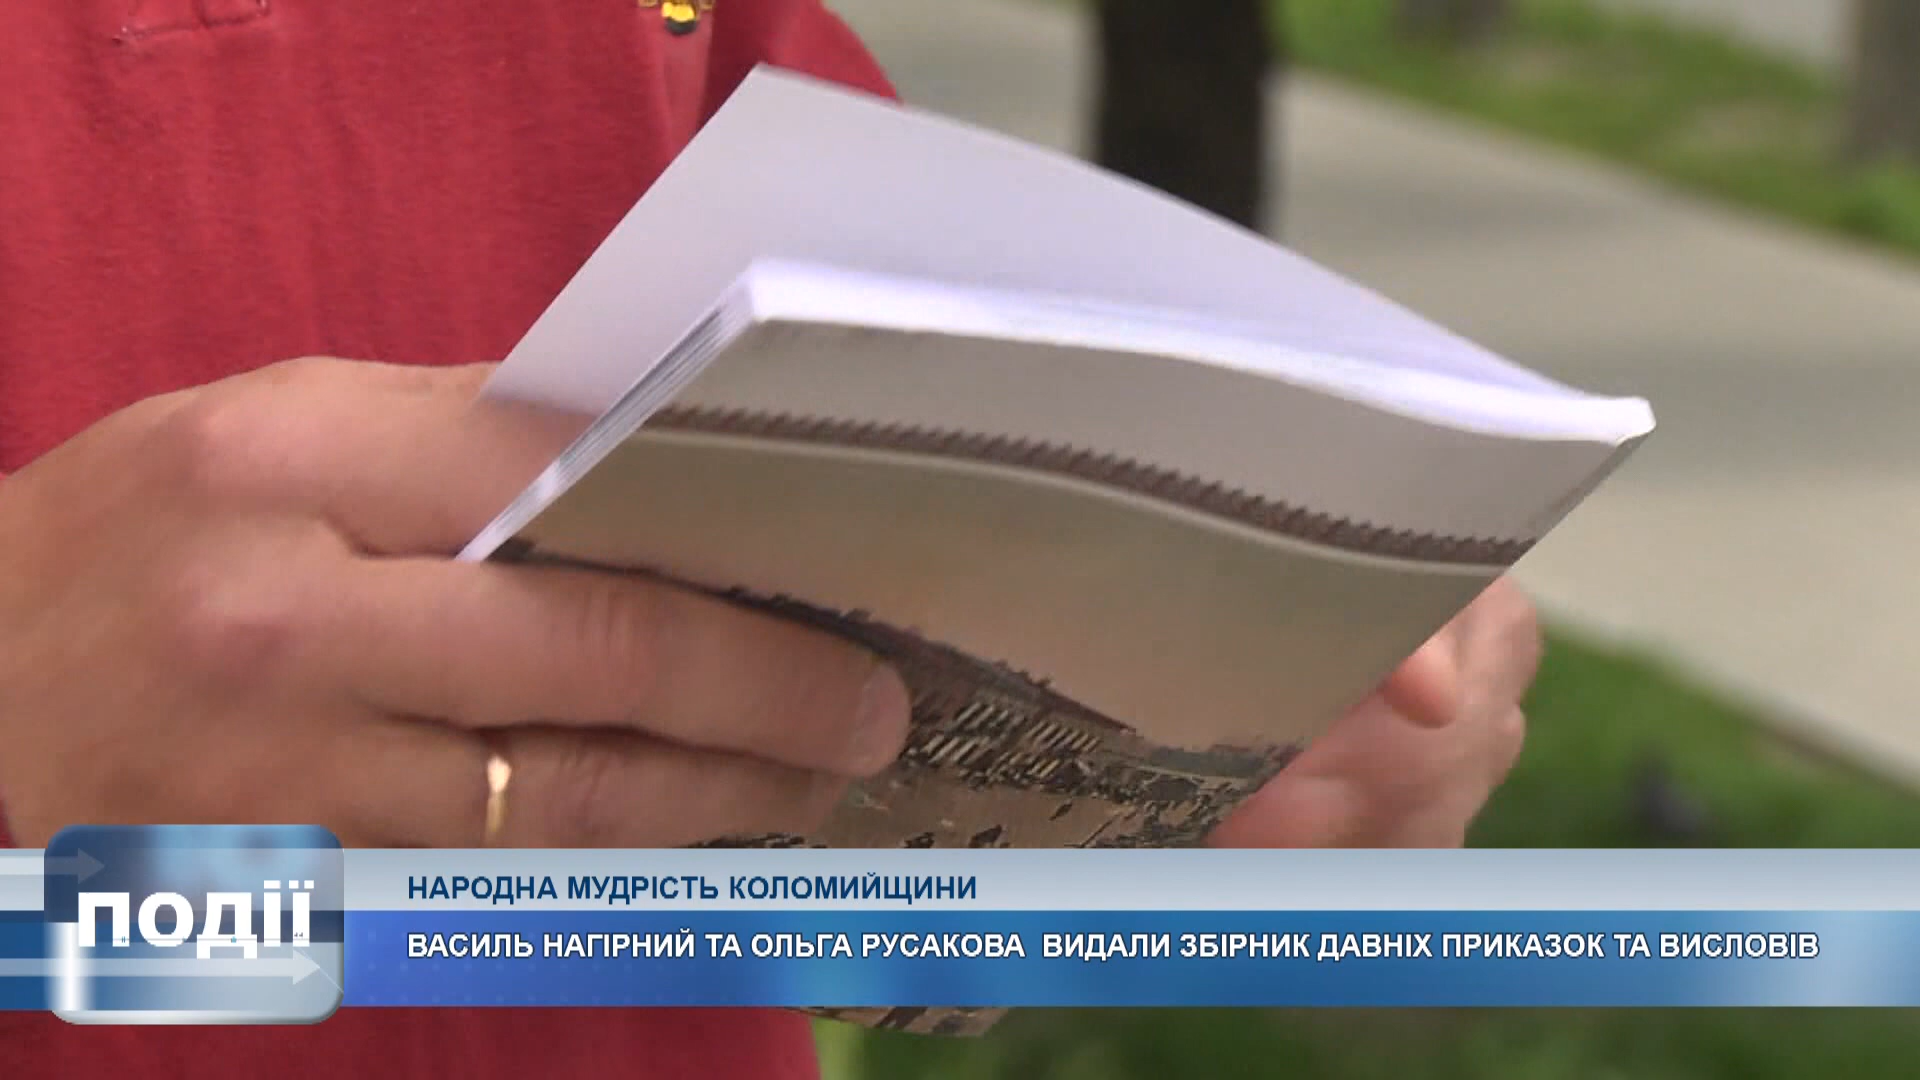 НАРОДНА МУДРІСТЬ КОЛОМИЙЩИНИ
події
ВАСИЛЬ НАГІРНИЙ ТА ОЛЬГА РУСАКОВА ВИДАЛИ ЗБІРНИК ДАВНІХ ПРИКАЗОК ТА ВИСЛОВІВ